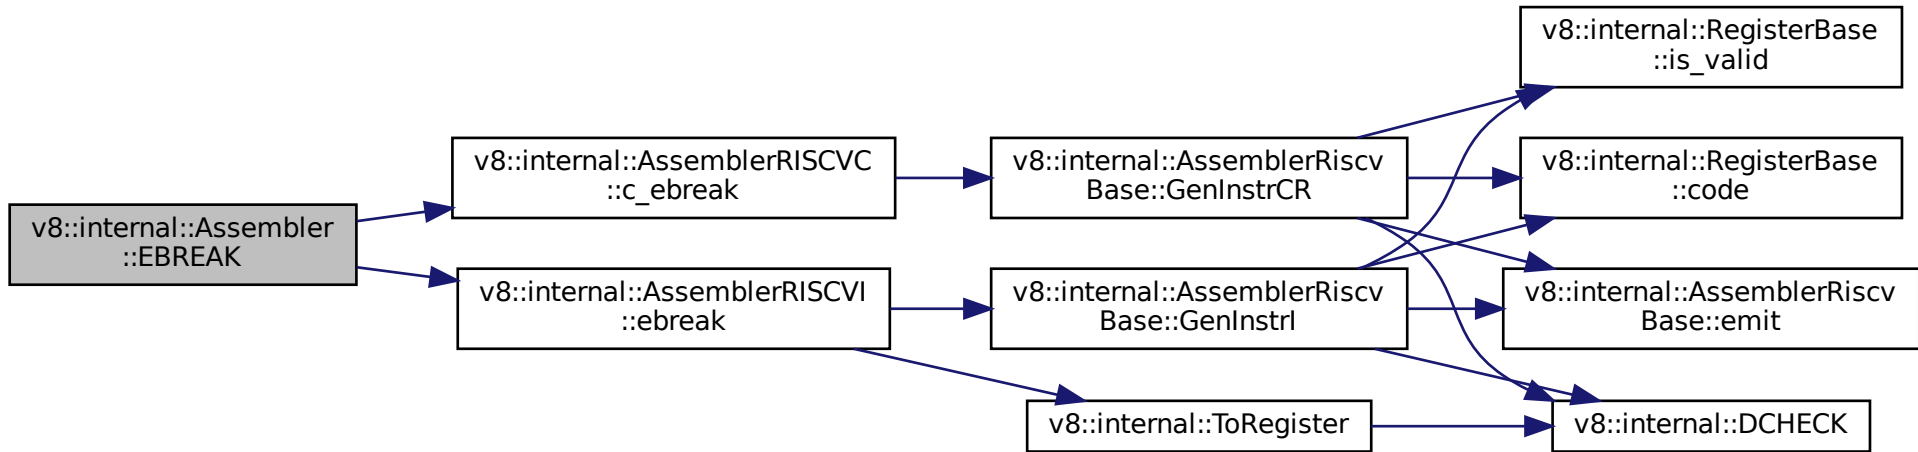 v8::internal::Assembler
::EBREAK
v8::internal::AssemblerRISCVC
::c_ebreak
v8::internal::AssemblerRISCVI
::ebreak
v8::internal::AssemblerRiscv
Base::GenInstrCR
v8::internal::AssemblerRiscv
Base::GenInstrI
v8::internal::ToRegister
v8::internal::RegisterBase
::is_valid
v8::internal::RegisterBase
::code
v8::internal::AssemblerRiscv
Base::emit
v8::internal::DCHECK